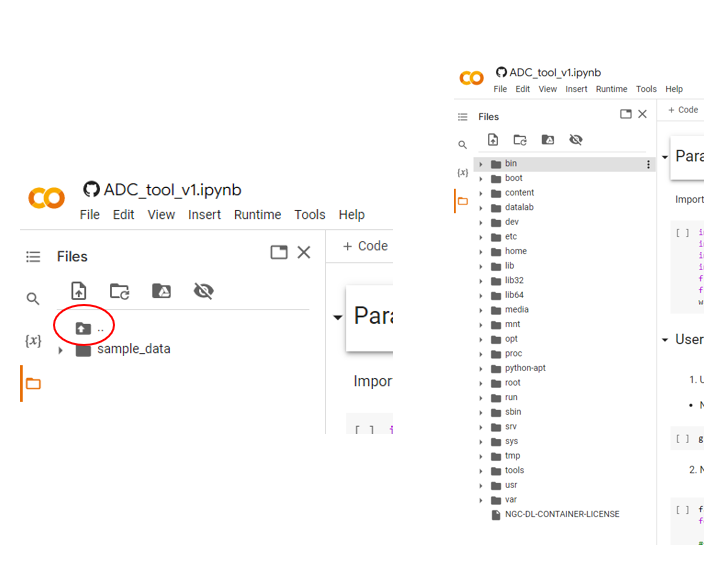 ADC_tool_v1.ipynb
File Edit View Insert Runtime Tools Help
Files
+ Code
{x}
..
sample_data
Para
Impor
[ ]
ADC_tool_v1.ipynb
File Edit View Insert Runtime Tools Help
Files
+ Code
{x}
bin
boot
content
datalab
dev
etc
home
lib
lib32
lib64
media
mnt
opt
proc
python-apt
root
run
sbin
srv
sys
tmp
tools
usr
var
NGC-DL-CONTAINER-LICENSE
Para
Import
[ ]
f
f
w
User
1. U
• N
[ ] g
2. N
[ ] f